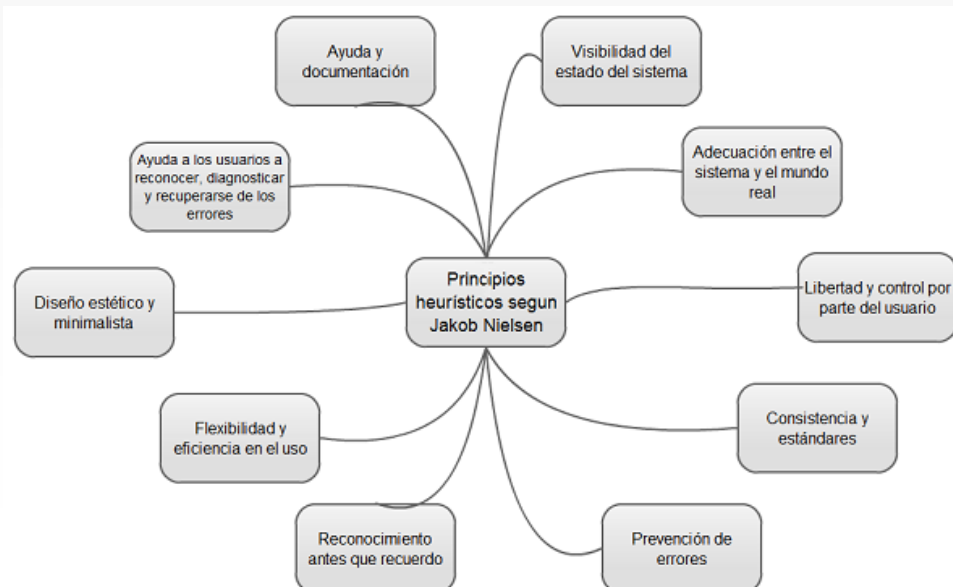 Ayuda y
documentación
Visibilidad del
estado del sistema
Ayuda a los usuarios a
reconocer, diagnosticar
y recuperarse de los
errores
Adecuación entre el
sistema y el mundo
real
Principios
heurísticos segun
Jakob Nielsen
Diseño estético y
minimalista
Libertad y control por
parte del usuario
Flexibilidad y
eficiencia en el uso
Consistencia y
estándares
Reconocimiento
antes que recuerdo
Prevención de
errores